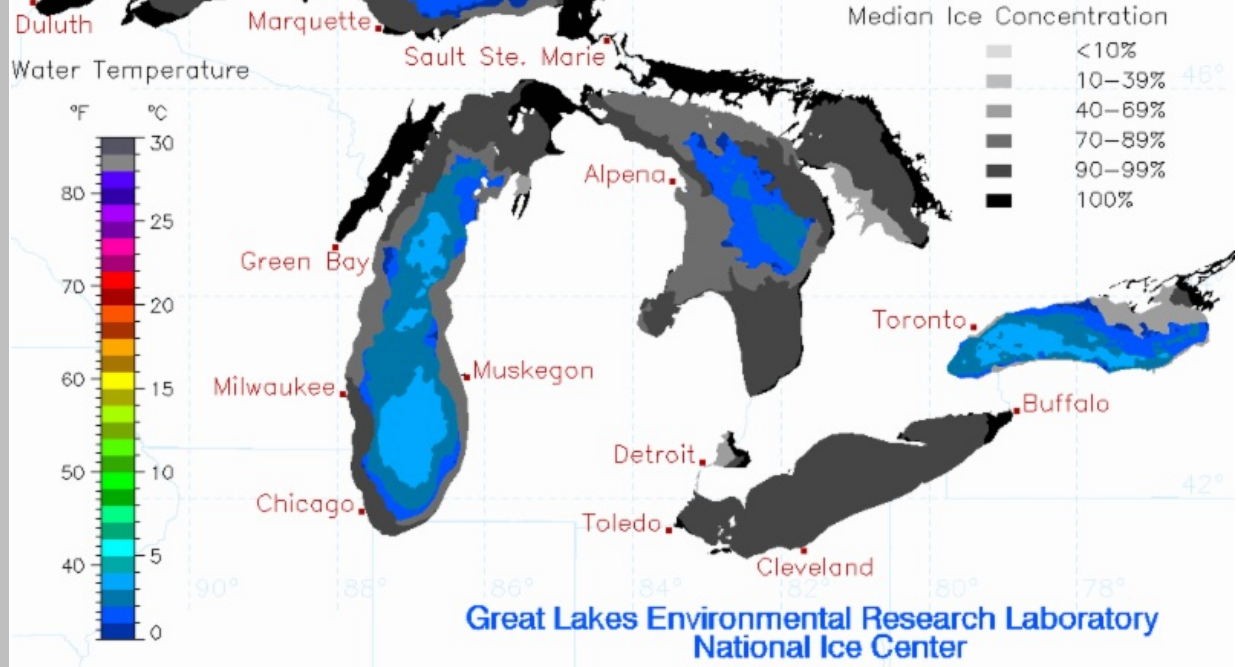 Duluth
Marquette
Sault Ste. Marie
Median Ice Concentration
<10%
10-39%
40-69%
70-89%
90-99%
100%
Water Temperature
°F
°C
30
80
25
70
20
60
15
50
10
40
5
0
46°
Alpena
Green Bay
Toronto
Milwaukee
Muskegon
Buffalo
Detroit
Chicago
Toledo
Cleveland
42°
90°
88°
86°
84°
82°
80°
78°
Great Lakes Environmental Research Laboratory
National Ice Center